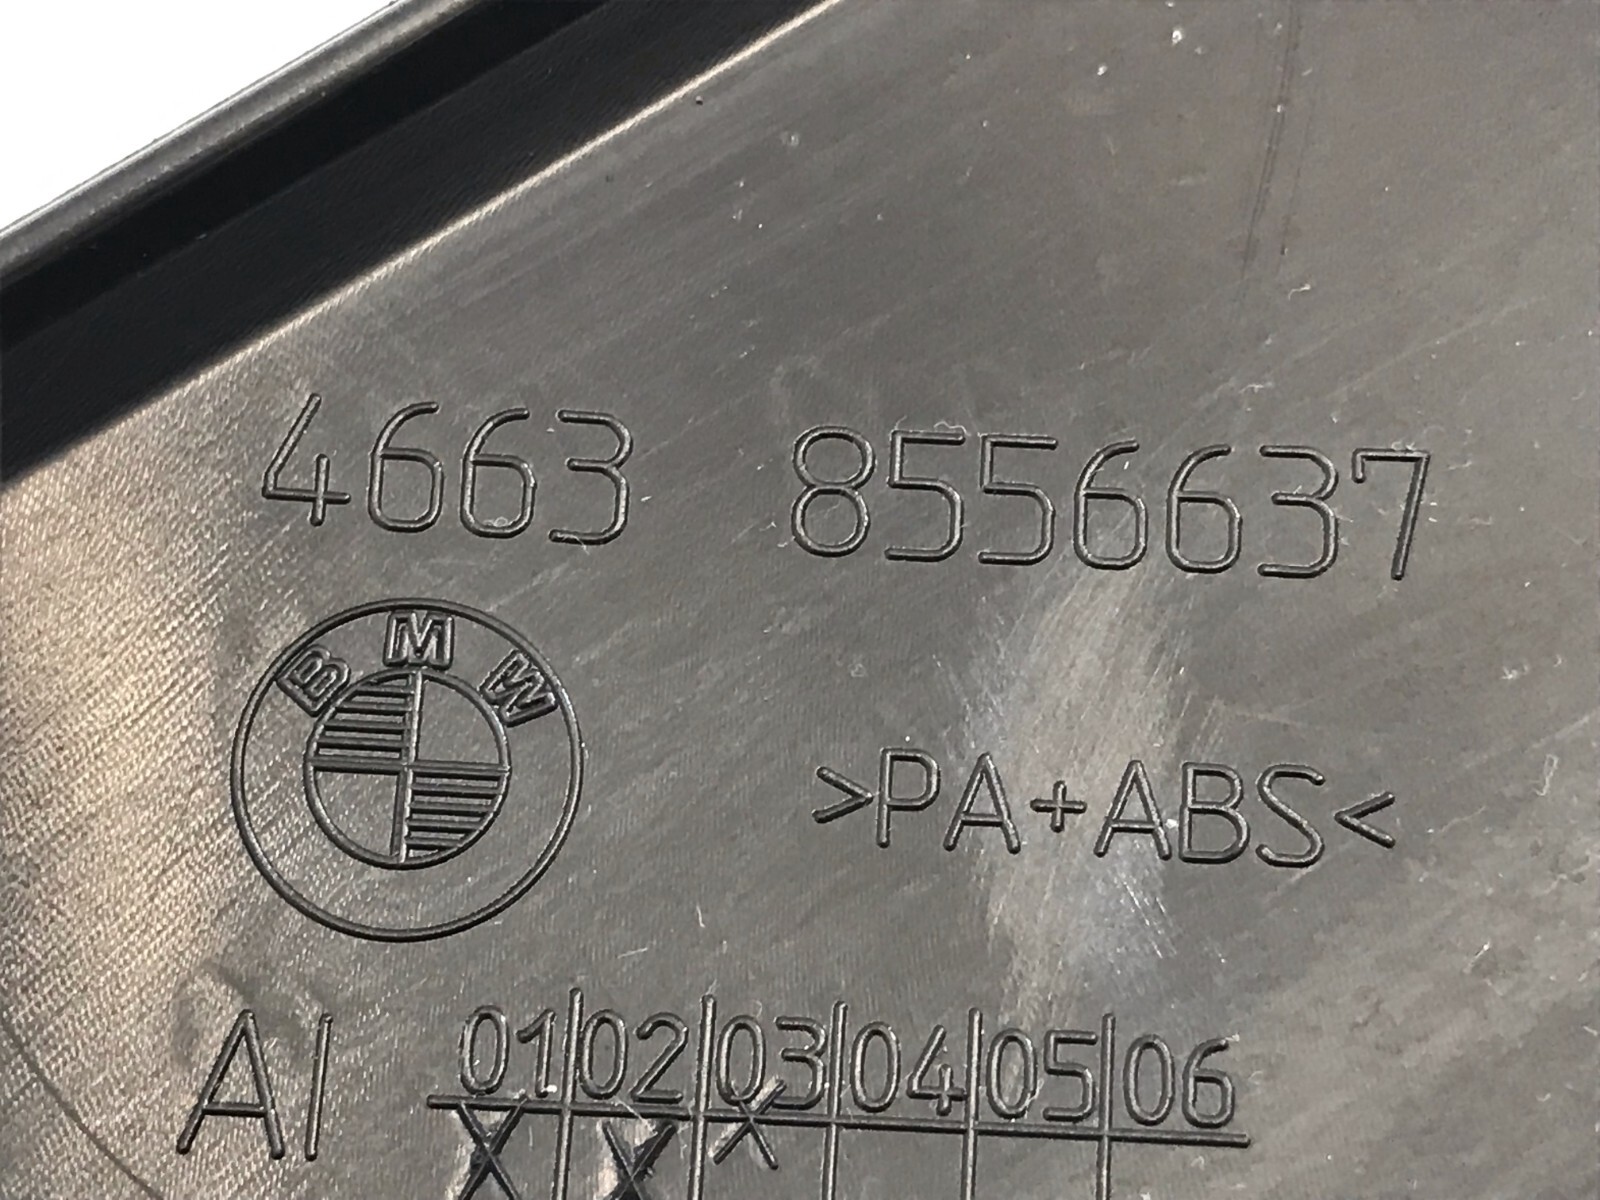 4663 8556637
BMW
>PA+ABS<
AI 01 02 03 04 05 06
X X X